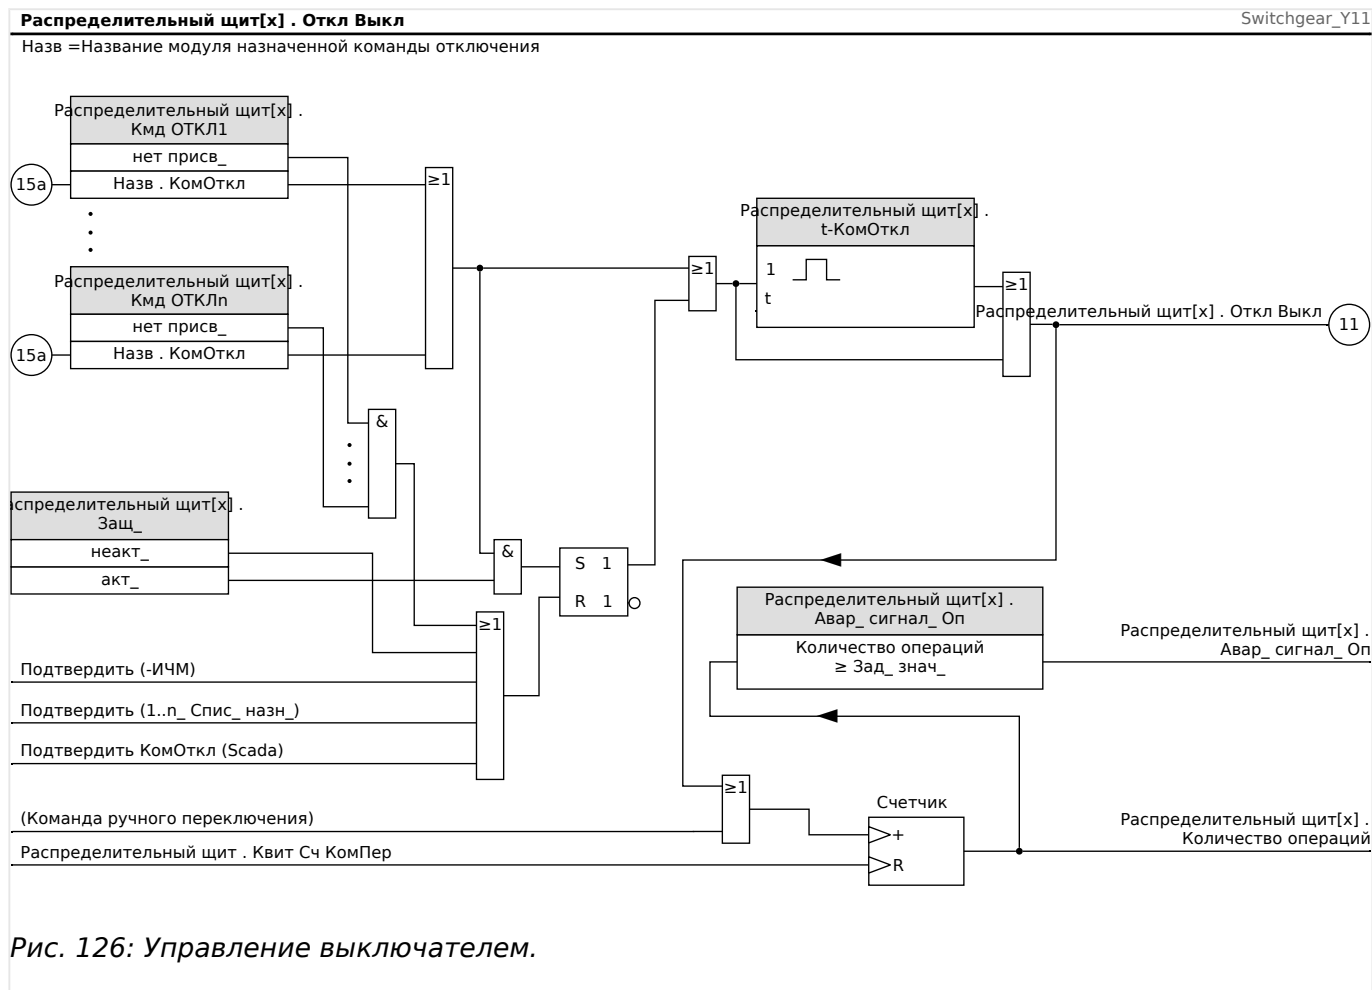 Распределительный щит[x] . Откл Выкл
Switchgear_Y11
Назв =Название модуля назначенной команды отключения
Распределительный щит[x] .
Кмд ОТКЛ1
нет присв_
15a
Назв . КомОткл
≥1
Распределительный щит[x] .
t-КомОткл
Распределительный щит[x] .
Кмд ОТКЛn
≥1
1
t
≥1
Распределительный щит[x] . Откл Выкл
11
нет присв_
15a
Назв . КомОткл
&
аспределительный щит[x] .
Защ_
неакт_
акт_
&
S 1
R 1
≥1
Распределительный щит[x] .
Авар_ сигнал_ Оп
Количество операций
≥ Зад_ знач_
Распределительный щит[x] .
Авар_ сигнал_ Оп
Подтвердить (-ИЧМ)
Подтвердить (1..n_ Спис_ назн_)
Подтвердить КомОткл (Scada)
≥1
Счетчик
(Команда ручного переключения)
+
Распределительный щит[x] .
Количество операций
Распределительный щит . Квит Сч КомПер
R
Рис. 126: Управление выключателем.